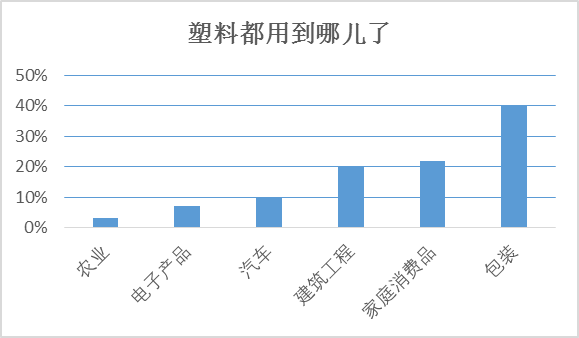 塑料都用到哪儿了
50%
40%
30%
20%
10%
0%
农业
电子产品
汽车
建筑工程
家庭消费品
包装